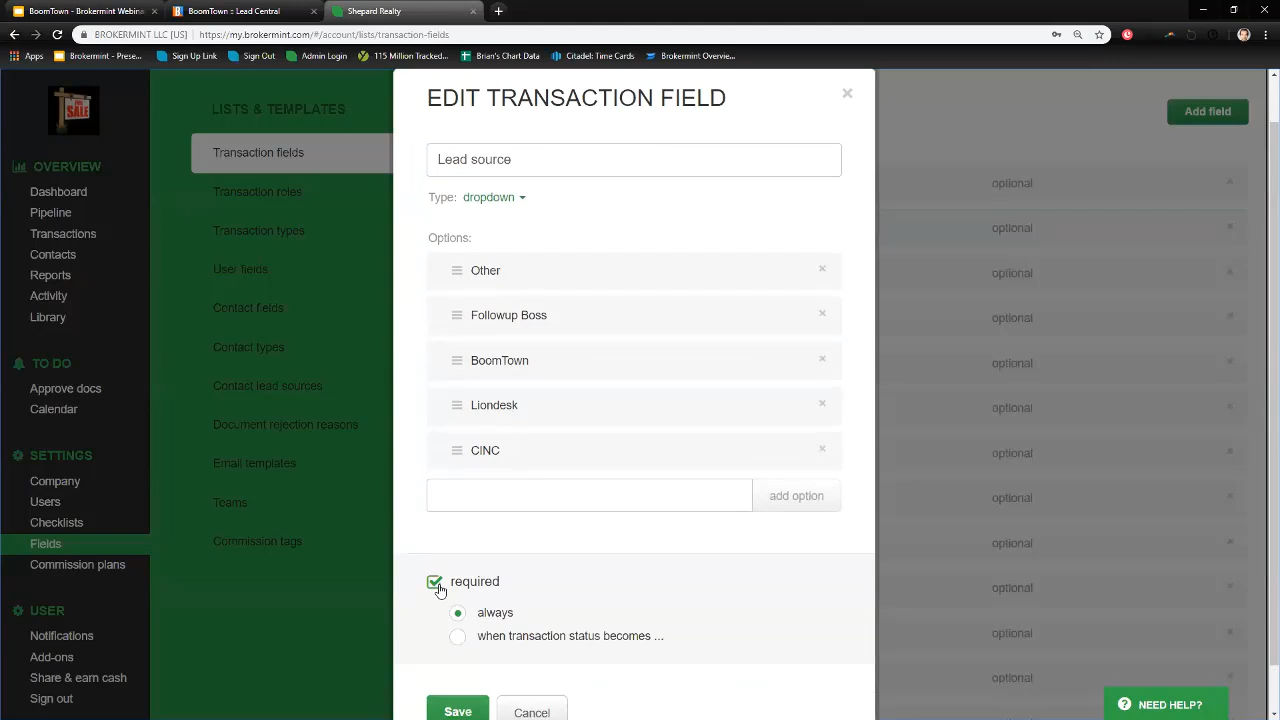 BoomTown - Brokermint Webina
BoomTown :: Lead Central
Shepard Realty
BROKERMINT LLC [US]
https://my.brokermint.com/#/account/lists/transaction-fields
Apps
Brokermint - Prese...
Sign Up Link
Sign Out
Admin Login
115 Million Tracked...
Brian's Chart Data
Citadel: Time Cards
Brokermint Overvie...
FOR
SALE
OVERVIEW
Dashboard
Pipeline
Transactions
Contacts
Reports
Activity
Library
TO DO
Approve docs
Calendar
SETTINGS
Company
Users
Checklists
Fields
Commission plans
USER
Notifications
Add-ons
Share & earn cash
Sign out
LISTS & TEMPLATES
Transaction fields
Transaction roles
Transaction types
User fields
Contact fields
Contact types
Contact lead sources
Document rejection reasons
Email templates
Teams
Commission tags
EDIT TRANSACTION FIELD
Lead source
Type: dropdown
Options:
Other
Followup Boss
BoomTown
Liondesk
CINC
add option
required
always
when transaction status becomes ...
Save
Cancel
Add field
optional
optional
optional
optional
optional
optional
optional
optional
optional
optional
optional
optional
NEED HELP?